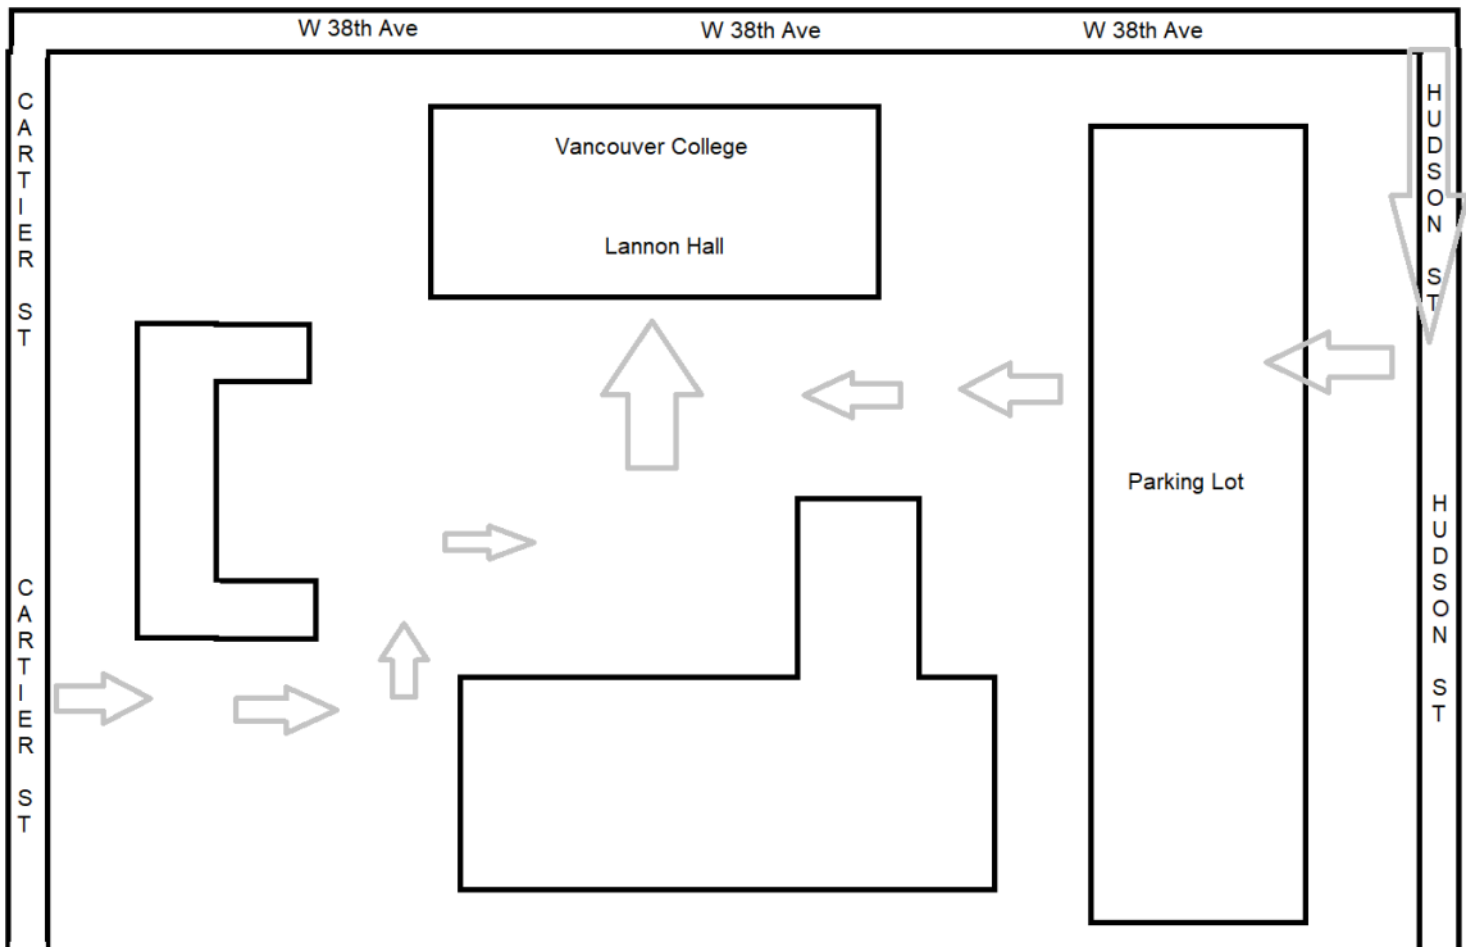 W 38th Ave
W 38th Ave
W 38th Ave
CARTIER ST
HUDSON ST
Vancouver College
Lannon Hall
Parking Lot
HUDSON ST
CARTIER ST